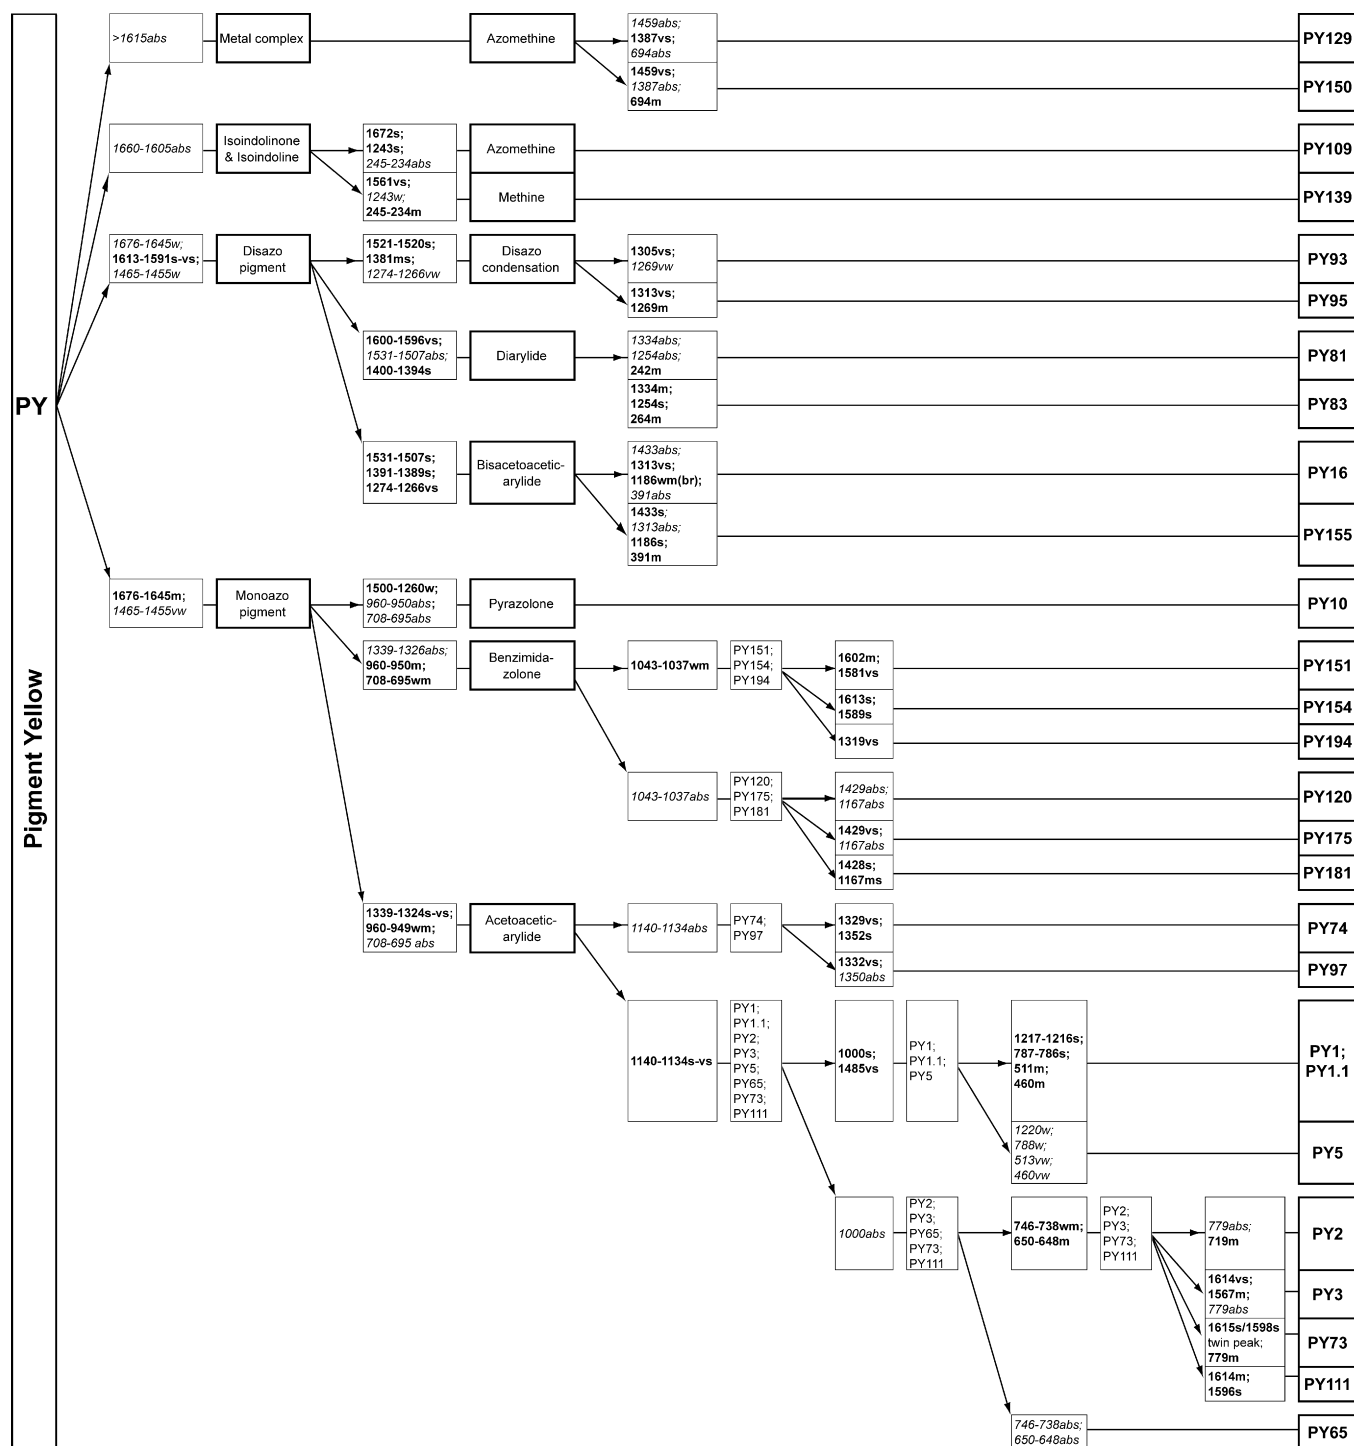 Pigment Yellow
PY
>1615abs
Metal complex
Azomethine
1459abs;
1387vs;
694abs
PY129
1459vs;
1387abs;
694m
PY150
1660-1605abs
Isoindolinone
& Isoindoline
1672s;
1243s;
245-234abs
Azomethine
PY109
1561vs;
1243w;
245-234m
Methine
PY139
1676-1645w;
1613-1591s-vs;
1465-1455w
Disazo
pigment
1521-1520s;
1381ms;
1274-1266vw
Disazo
condensation
1305vs;
1269vw
PY93
1313vs;
1269m
PY95
1600-1596vs;
1531-1507abs;
1400-1394s
Diarylide
1334abs;
1254abs;
242m
PY81
1334m;
1254s;
264m
PY83
1531-1507s;
1391-1389s;
1274-1266vs
Bisacetoacetic-
arylide
1433abs;
1313vs;
1186wm(br);
391abs
PY16
1433s;
1313abs;
1186s;
391m
PY155
1676-1645m;
1465-1455vw
Monoazo
pigment
1500-1260w;
960-950abs;
708-695abs
Pyrazolone
PY10
1339-1326abs;
960-950m;
708-695wm
Benzimida-
zolone
1043-1037wm
PY151;
PY154;
PY194
1602m;
1581vs
PY151
1613s;
1589s
PY154
1319vs
PY194
1043-1037abs
PY120;
PY175;
PY181
1429abs;
1167abs
PY120
1429vs;
1167abs
PY175
1428s;
1167ms
PY181
1339-1324s-vs;
960-949wm;
708-695 abs
Acetoacetic-
arylide
1140-1134abs
PY74;
PY97
1329vs;
1352s
PY74
1332vs;
1350abs
PY97
1140-1134s-vs
PY1;
PY1.1;
PY2;
PY3;
PY5;
PY65;
PY73;
PY111
1000s;
1485vs
PY1;
PY1.1;
PY5
1217-1216s;
787-786s;
511m;
460m
PY1;
PY1.1
1220w;
788w;
513vw;
460vw
PY5
1000abs
PY2;
PY3;
PY65;
PY73;
PY111
746-738wm;
650-648m
PY2;
PY3;
PY73;
PY111
779abs;
719m
PY2
1614vs;
1567m;
779abs
PY3
1615s/1598s
twin peak;
779m
PY73
1614m;
1596s
PY111
746-738abs;
650-648abs
PY65